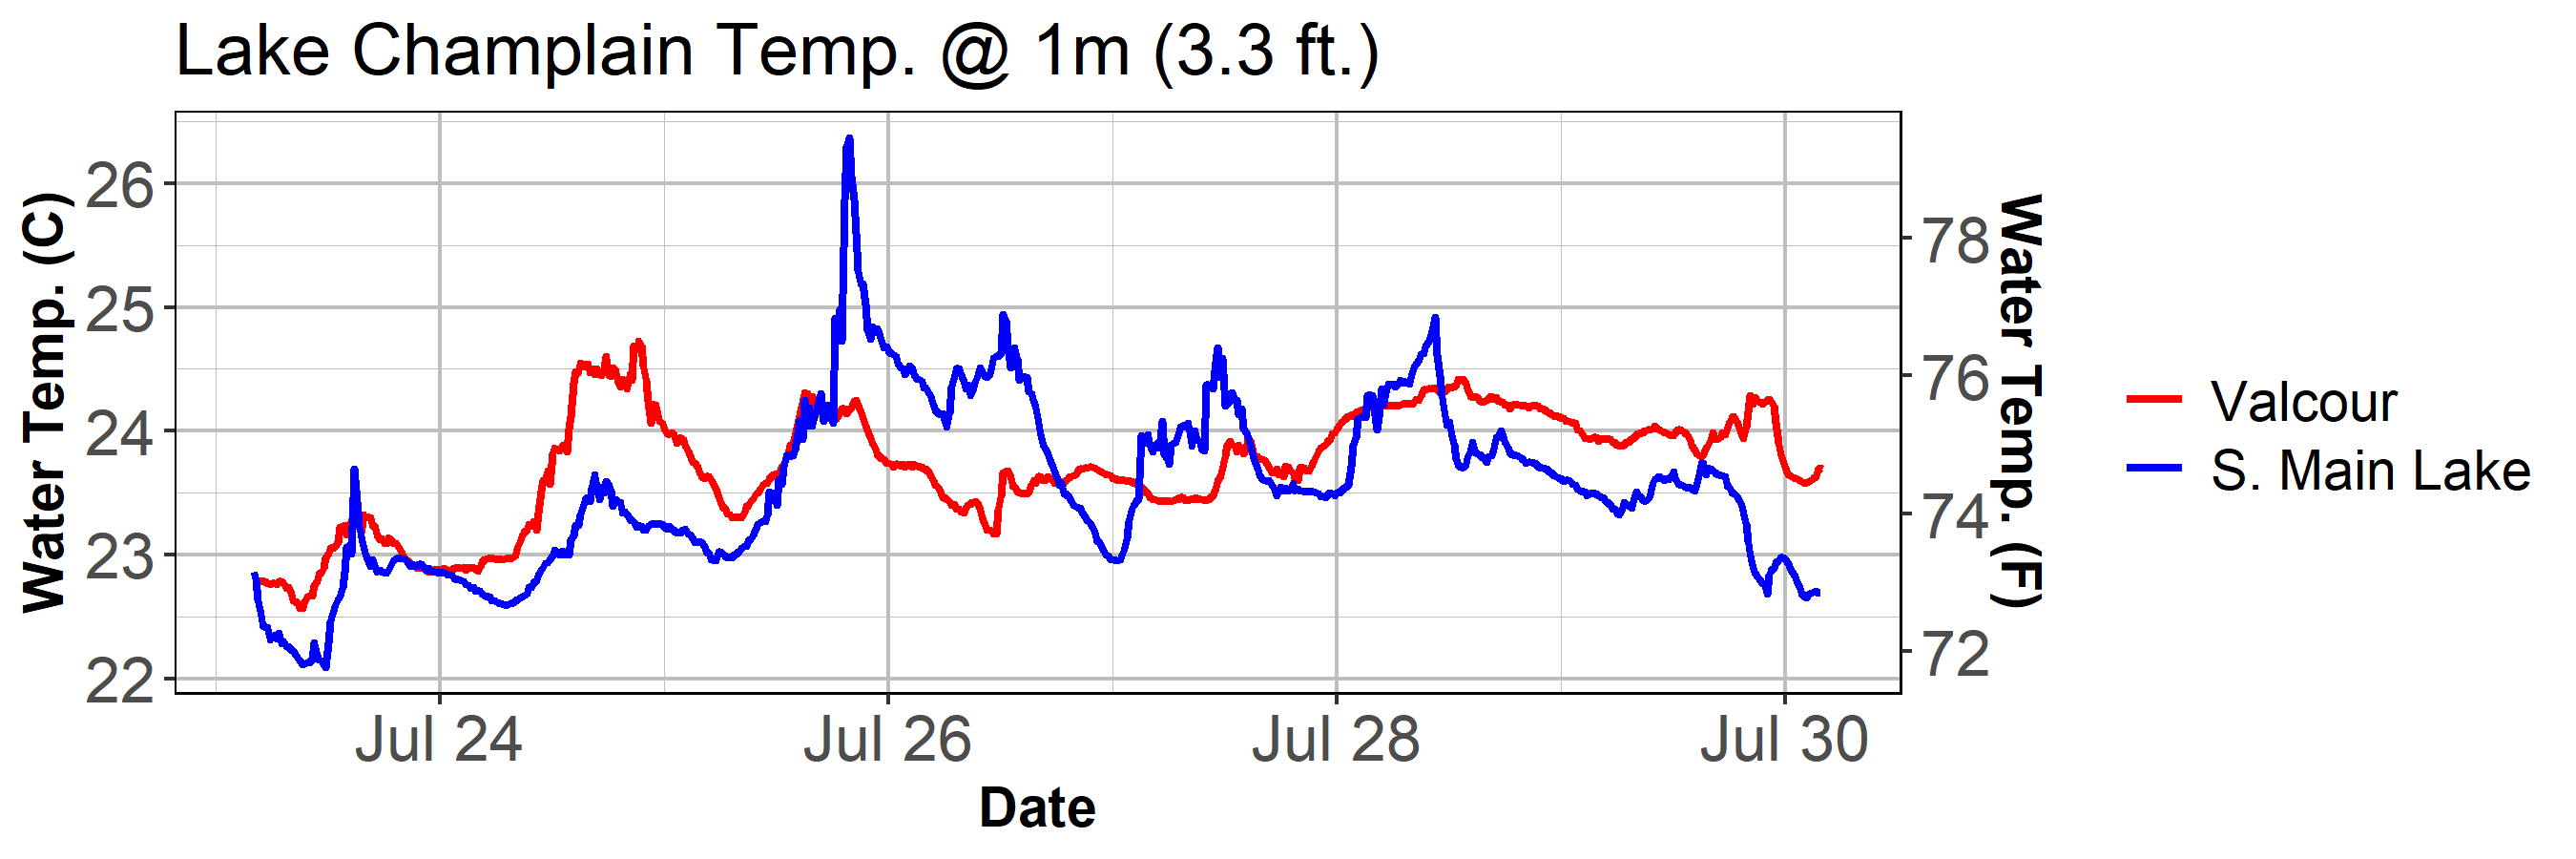 Lake Champlain Temp. @ 1m (3.3 ft.)
Water Temp. (C)
26
25
24
23
22
78
76
74
72
Water Temp. (F)
Jul 24 Jul 26 Jul 28 Jul 30
Date
Valcour
S. Main Lake